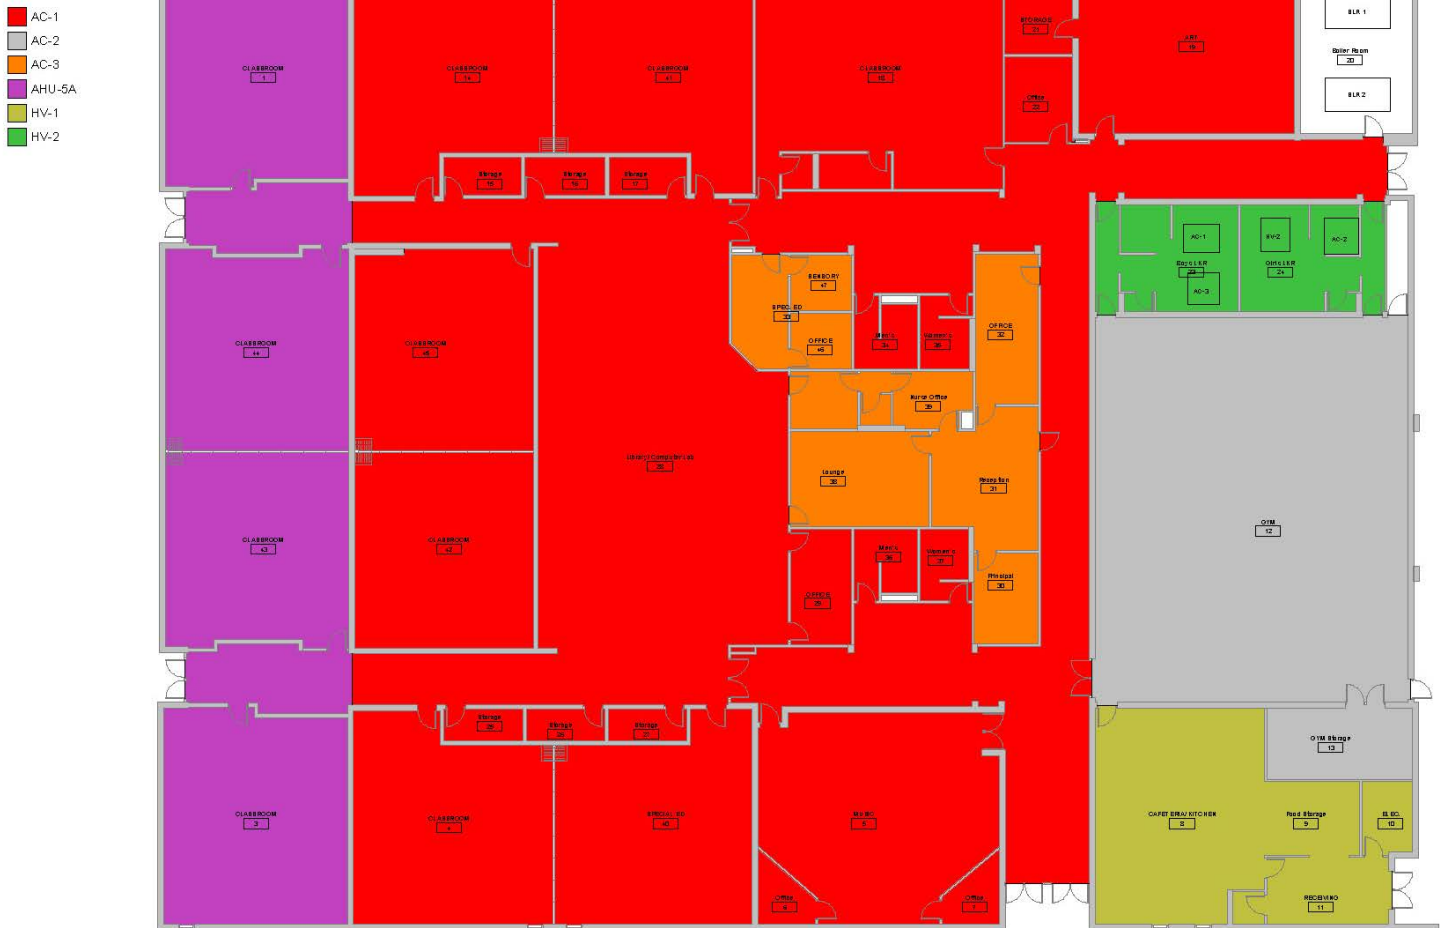 AC-1
AC-2
AC-3
AHU-5A
HV-1
HV-2
BLR 1
STORAGE
21
ART
19
Boiler Room
20
CLASSROOM
1
CLASSROOM
14
CLASSROOM
41
CLASSROOM
18
BLR 2
Office
22
Storage
15
Storage
16
Storage
17
AC-1
HV-2
AC-2
Boys LKR
23
Girls LKR
24
AC-3
SENSORY
47
SPEC. ED
33
OFFICE
32
CLASSROOM
44
CLASSROOM
45
OFFICE
46
Men's
34
Women's
Nurse Office
39
Library/Computer Lab
Lounge
38
Reception
31
GYM
12
CLASSROOM
43
CLASSROOM
42
Men's
36
Women's
37
Principal
30
OFFICE
29
Storage
25
Storage
26
Storage
27
GYM Storage
13
CLASSROOM
3
CLASSROOM
4
SPECIAL ED
40
MUSIC
5
CAFETERIA/KITCHEN
8
Food Storage
9
ELEC.
10
Office
6
Office
7
RECEIVING
11